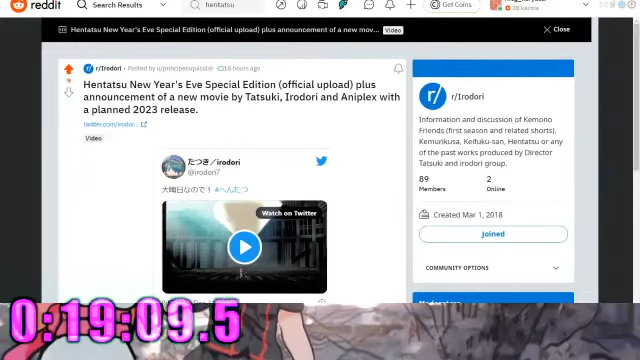 reddit
hentatsu
Get Coins
28 karma
Hentatsu New Year's Eve Special Edition (official upload) plus announcement of a new mov...
Video
Close
r/Irodori
Posted by u/principeesquisidor
18 hours ago
9
Hentatsu New Year's Eve Special Edition (official upload) plus
announcement of a new movie by Tatsuki, Irodori and Aniplex with
a planned 2023 release.
twitter.com/irodor...
Video
たつき/irodori
@irodori7
大晦日なので！ #へんたつ
Watch on Twitter
r/Irodori
Information and discussion of Kemono
Friends (first season and related shorts),
Kemurikusa, Keifuku-san, Hentatsu or any
of the past works produced by Director
Tatsuki and irodori group.
89
2
Members
Online
Created Mar 1, 2018
Joined
COMMUNITY OPTIONS
0:19:09.5